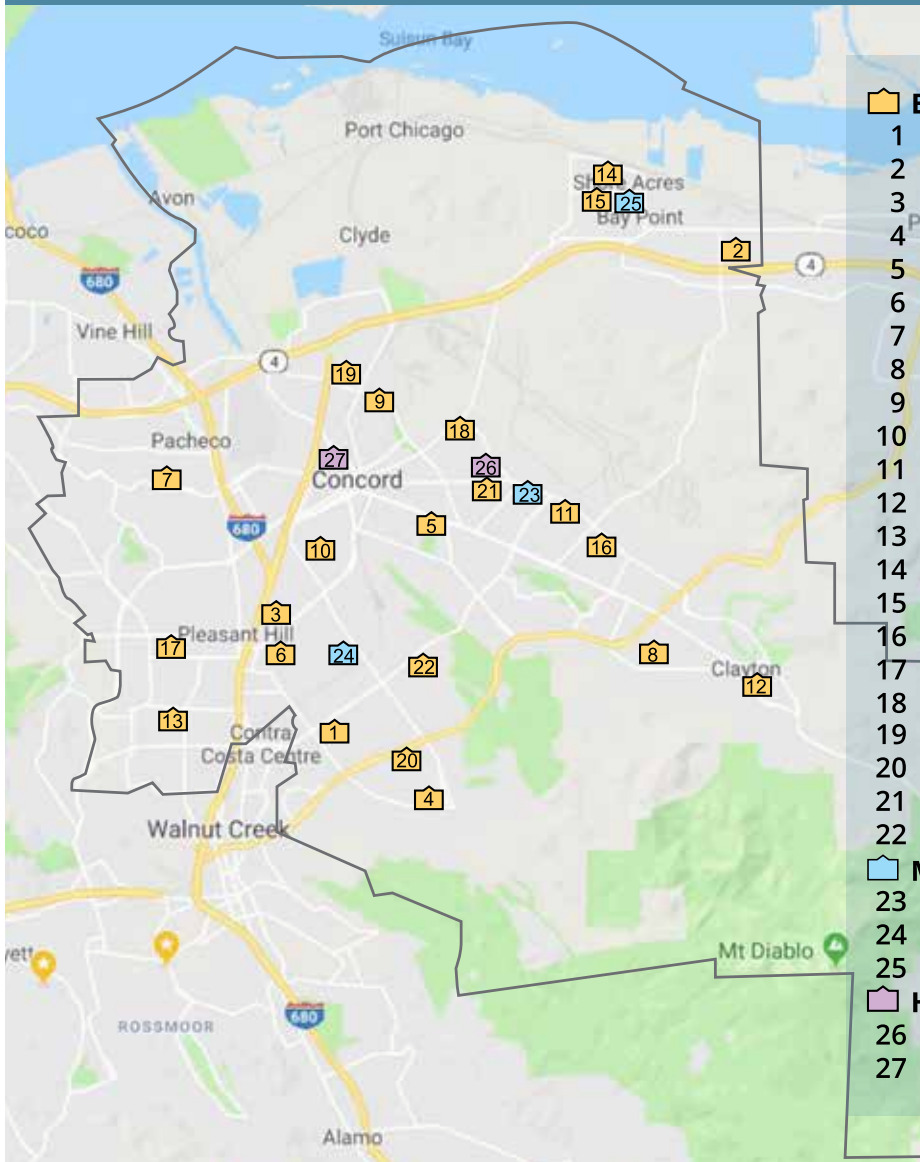 Suisun Bay
Port Chicago
14
Shore Acres
15
25
Bay Point
Avon
coco
Clyde
2
4
680
Vine Hill
4
19
9
18
Pacheco
27
26
7
Concord
21
23
11
5
680
10
16
3
Pleasant Hill
17
6
24
22
8
Clayton
12
13
1
Contra
Costa Centre
20
4
Walnut Creek
Mt Diablo
yett
680
ROSSMOOR
Alamo
E
1
2
3
4
5
6
7
8
9
10
11
12
13
14
15
16
17
18
19
20
21
22
M
23
24
25
H
26
27